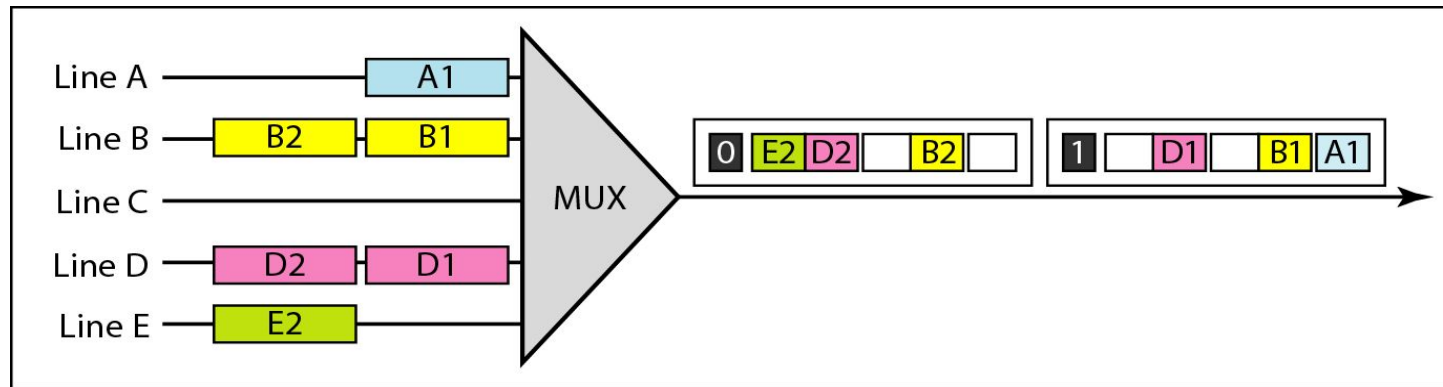 Line A A1
Line B B2 B1
Line C
Line D D2 D1
Line E E2
MUX
0 E2 D2 B2
1 D1 B1 A1